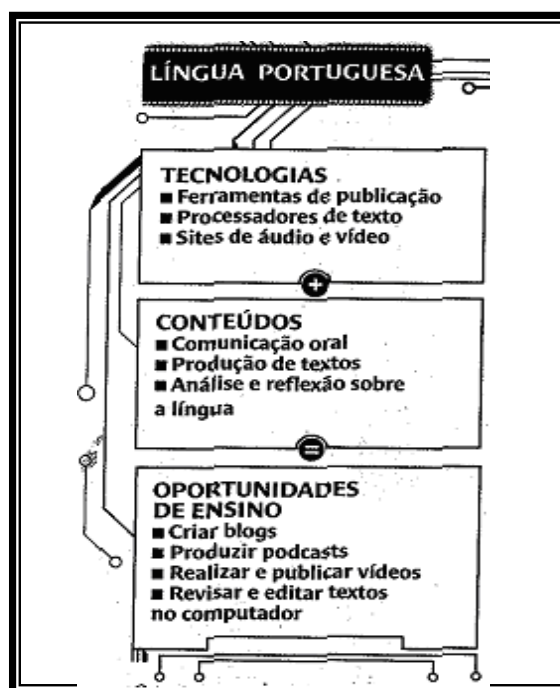 LÍNGUA PORTUGUESA
TECNOLOGIAS
■ Ferramentas de publicação
■ Processadores de texto
■ Sites de áudio e vídeo
+
CONTEÚDOS
■ Comunicação oral
■ Produção de textos
■ Análise e reflexão sobre
a língua
=
OPORTUNIDADES
DE ENSINO
■ Criar blogs
■ Produzir podcasts
■ Realizar e publicar vídeos
■ Revisar e editar textos
no computador